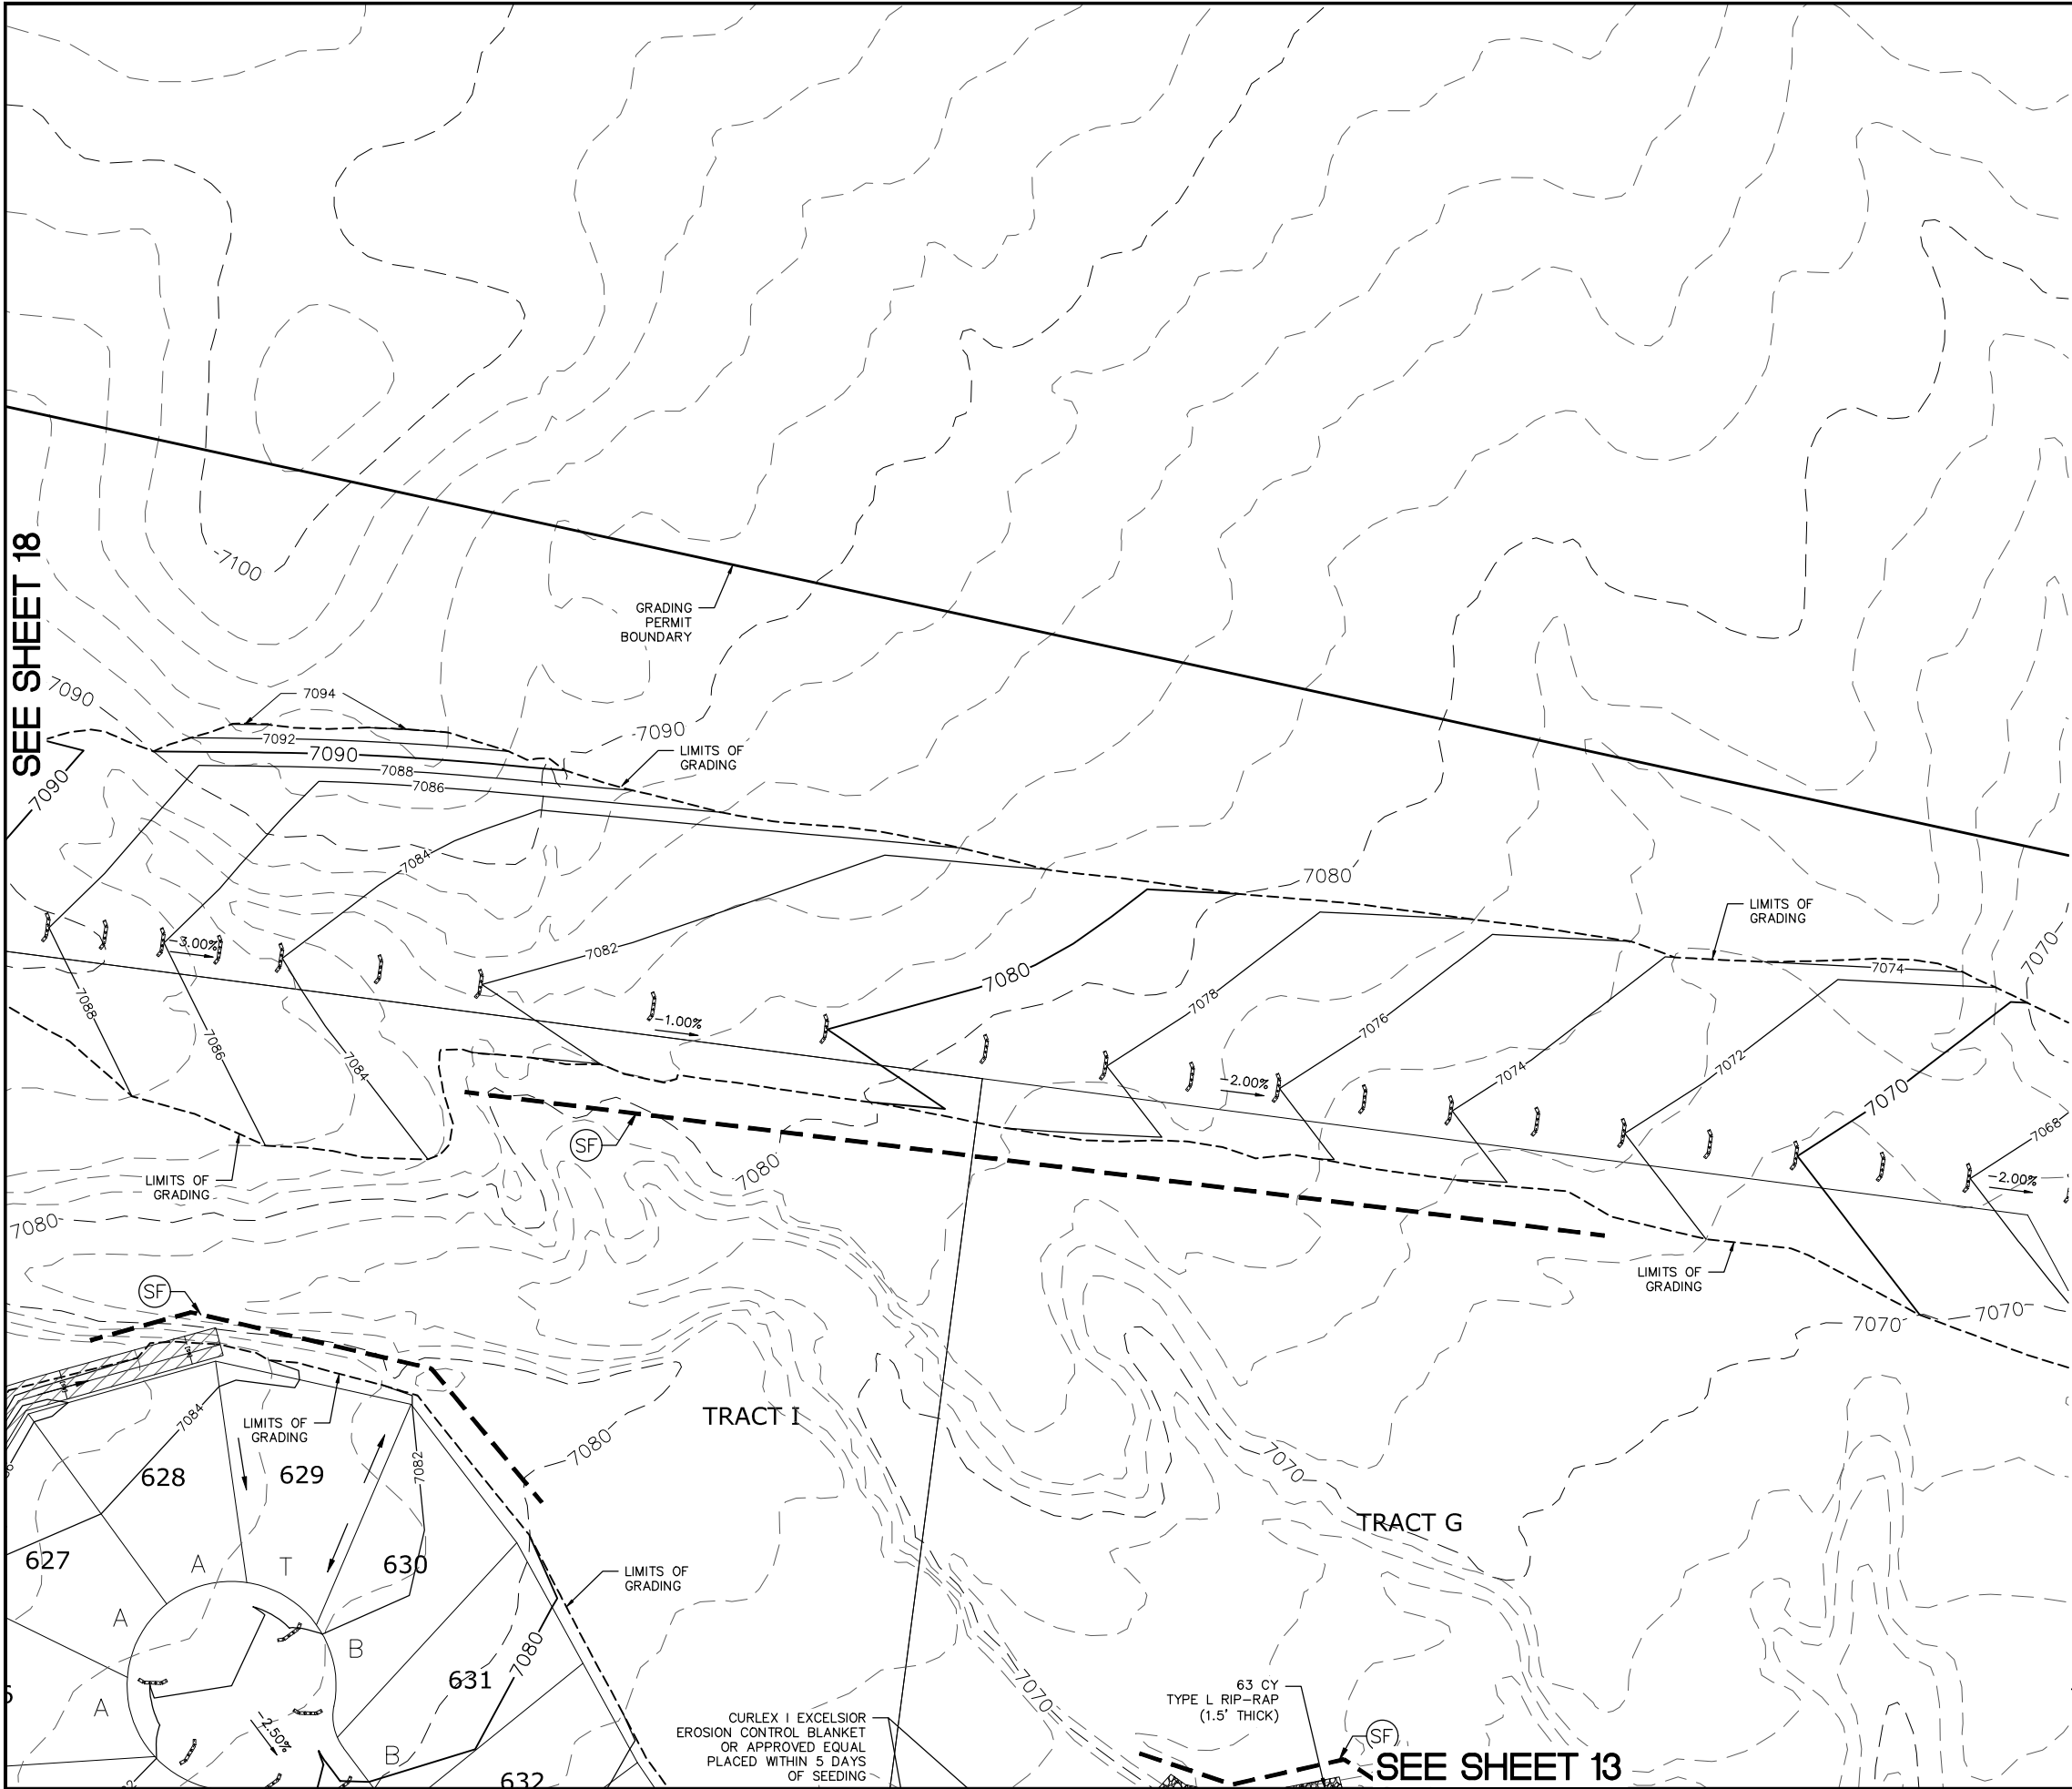 SEE SHEET 18
7100
GRADING
PERMIT
BOUNDARY
7090
7094
7092
7090
7090
LIMITS OF
GRADING
7090
7088
7086
7084
7080
LIMITS OF
GRADING
7082
7080
7074
7070
-3.00%
-1.00%
7078
7076
7088
7086
7084
-2.00%
7074
7072
7070
7068
SF
LIMITS OF
GRADING
7080
-2.00%
7080
SF
LIMITS OF
GRADING
7070
7070
LIMITS OF
GRADING
7084
TRACT I
7080
7082
628
629
7070
TRACT G
627
A
T
630
LIMITS OF
GRADING
A
B
631
7080
A
7070
63 CY
TYPE L RIP-RAP
(1.5' THICK)
-2.50%
B
CURLEX I EXCELSIOR
EROSION CONTROL BLANKET
OR APPROVED EQUAL
PLACED WITHIN 5 DAYS
OF SEEDING
SF
SEE SHEET 13
632